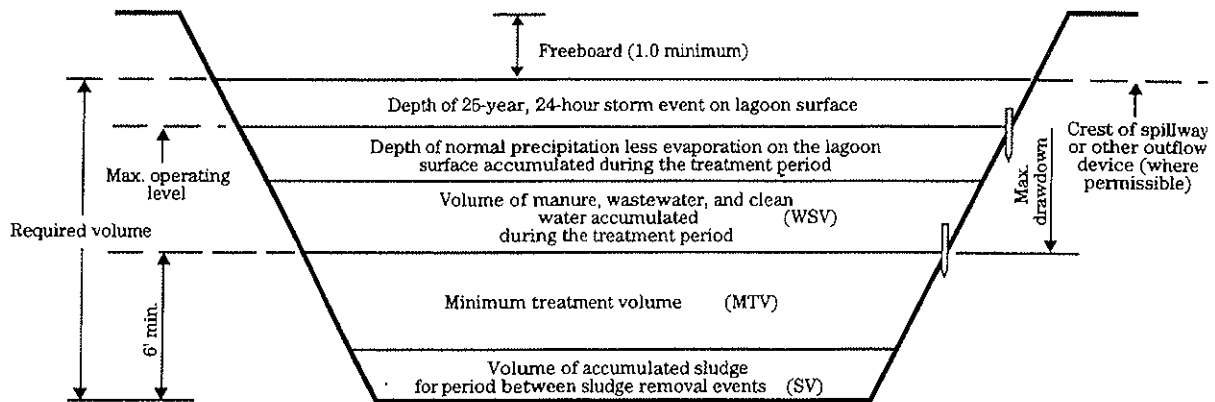 Freeboard (1.0 minimum)
Depth of 25-year, 24-hour storm event on lagoon surface
Depth of normal precipitation less evaporation on the lagoon
surface accumulated during the treatment period
Max. operating
level
Crest of spillway
or other outflow
device (where
permissible)
Max.
drawdown
Volume of manure, wastewater, and clean
water accumulated (WSV)
during the treatment period
Required volume
Minimum treatment volume (MTV)
6' min.
Volume of accumulated sludge
for period between sludge removal events (SV)